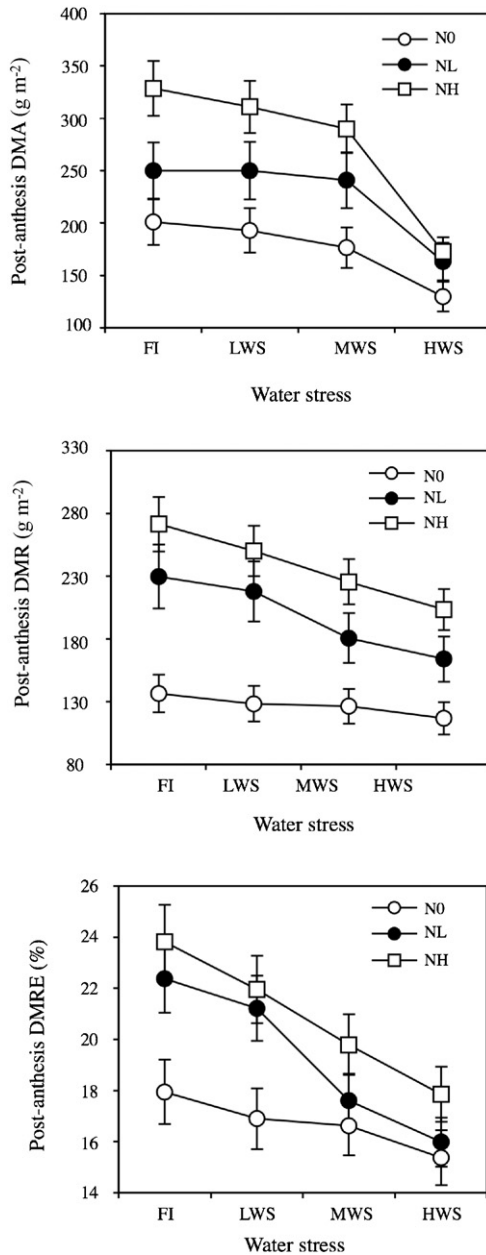 400
350
300
250
200
150
100
Post-anthesis DMA (g m⁻²)
N0
NL
NH
FI LWS MWS HWS
Water stress
330
280
230
180
130
80
Post-anthesis DMR (g m⁻²)
N0
NL
NH
FI LWS MWS HWS
Water stress
26
24
22
20
18
16
14
Post-anthesis DMRE (%)
N0
NL
NH
FI LWS MWS HWS
Water stress